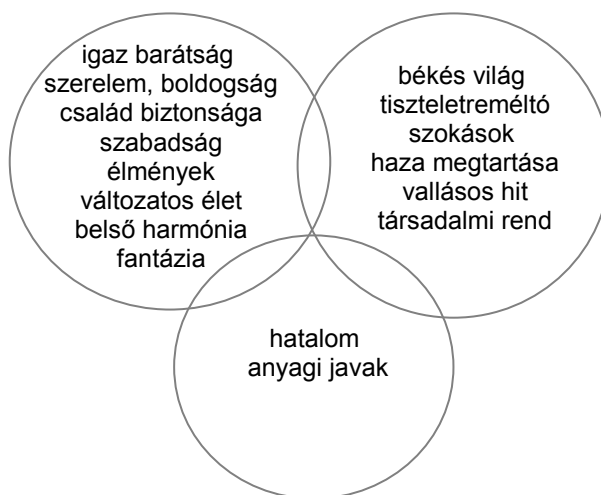 igaz barátság
szerelem, boldogság
család biztonsága
szabadság
élmények
változatos élet
belső harmónia
fantázia
békés világ
tiszteletreméltó
szokások
haza megtartása
vallásos hit
társadalmi rend
hatalom
anyagi javak